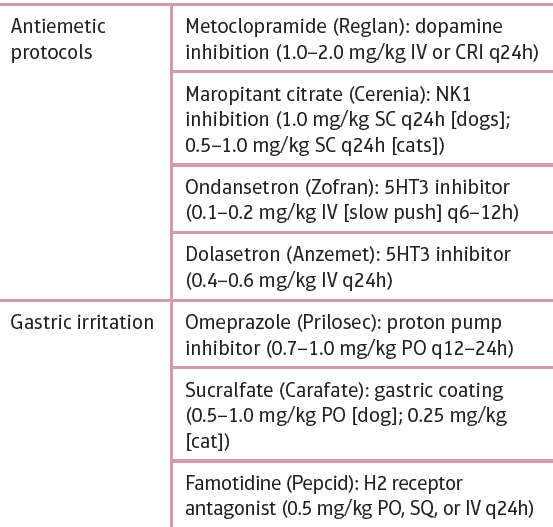 Antiemetic
protocols
Metoclopramide (Reglan): dopamine
inhibition (1.0–2.0 mg/kg IV or CRI q24h)
Maropitant citrate (Cerenia): NK1
inhibition (1.0 mg/kg SC q24h [dogs];
0.5–1.0 mg/kg SC q24h [cats])
Ondansetron (Zofran): 5HT3 inhibitor
(0.1–0.2 mg/kg IV [slow push] q6–12h)
Dolasetron (Anzemet): 5HT3 inhibitor
(0.4–0.6 mg/kg IV q24h)
Gastric irritation
Omeprazole (Prilosec): proton pump
inhibitor (0.7–1.0 mg/kg PO q12–24h)
Sucralfate (Carafate): gastric coating
(0.5–1.0 mg/kg PO [dog]; 0.25 mg/kg
[cat])
Famotidine (Pepcid): H2 receptor
antagonist (0.5 mg/kg PO, SQ, or IV q24h)